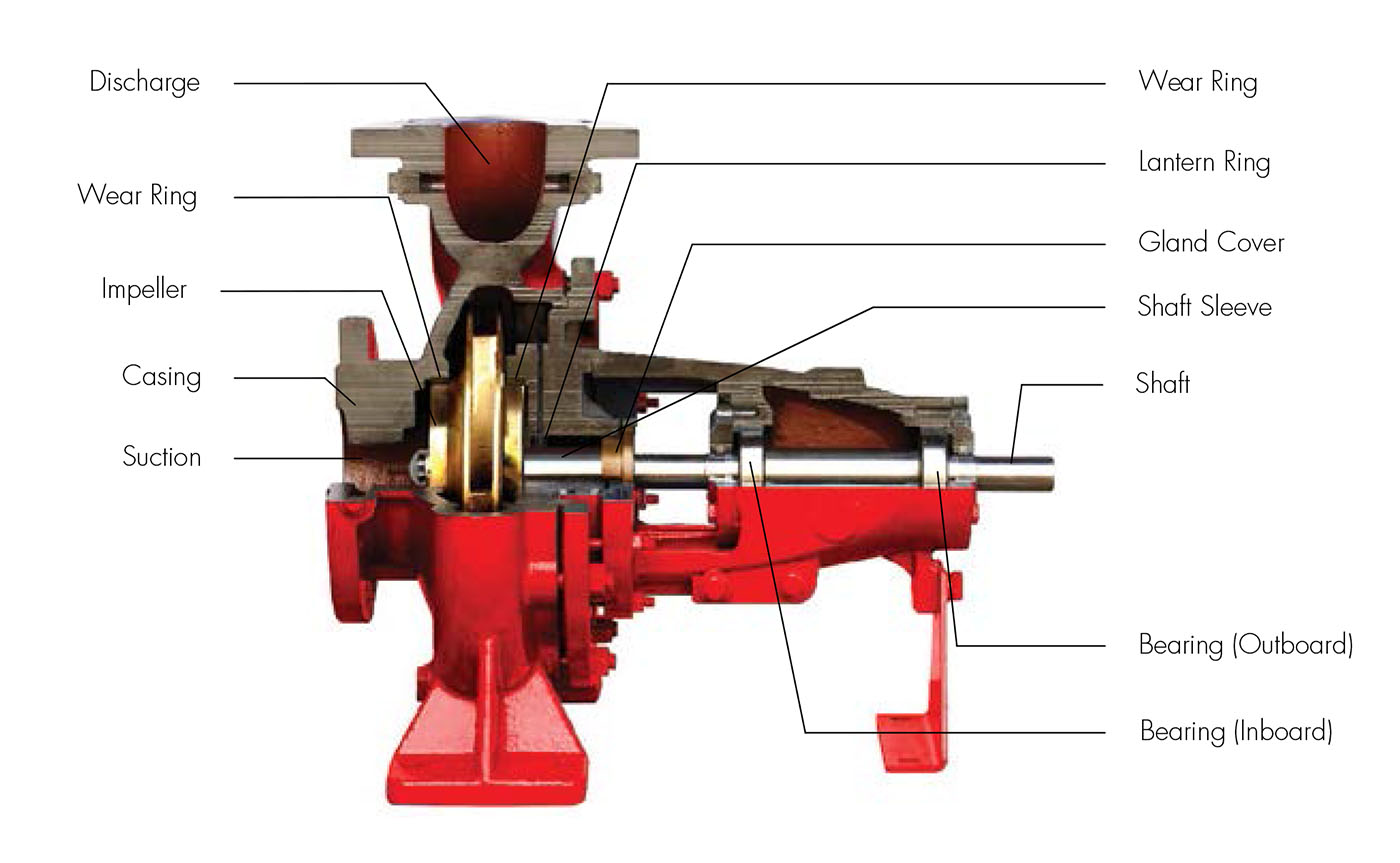 Discharge
Wear Ring
Impeller
Casing
Suction
Wear Ring
Lantern Ring
Gland Cover
Shaft Sleeve
Shaft
Bearing (Outboard)
Bearing (Inboard)